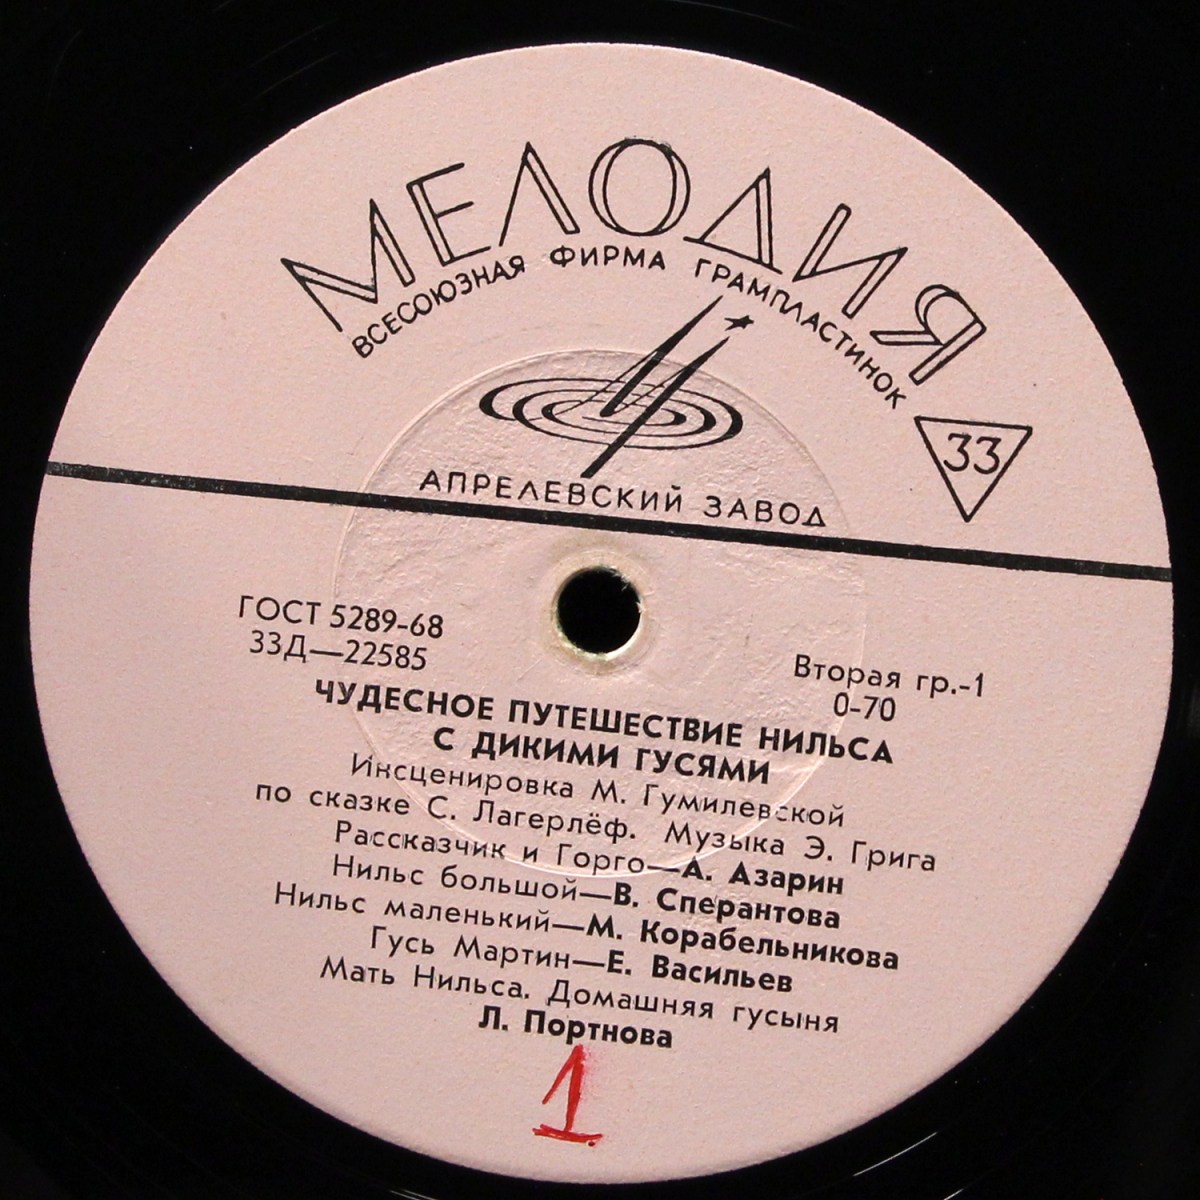 МЕЛОДИЯ
ВСЕСОЮЗНАЯ ФИРМА ГРАМПЛАСТИНОК
33
АПРЕЛЕВСКИЙ ЗАВОД
ГОСТ 5289-68
33Д—22585
Вторая гр.-1
0-70
ЧУДЕСНОЕ ПУТЕШЕСТВИЕ НИЛЬСА
С ДИКИМИ ГУСЯМИ
Инсценировка М. Гумилевской
по сказке С. Лагерлёф. Музыка Э. Грига
Рассказчик и Горго—А. Азарин
Нильс большой—В. Сперантова
Нильс маленький—М. Корабельникова
Гусь Мартин—Е. Васильев
Мать Нильса. Домашняя гусыня
Л. Портнова
1